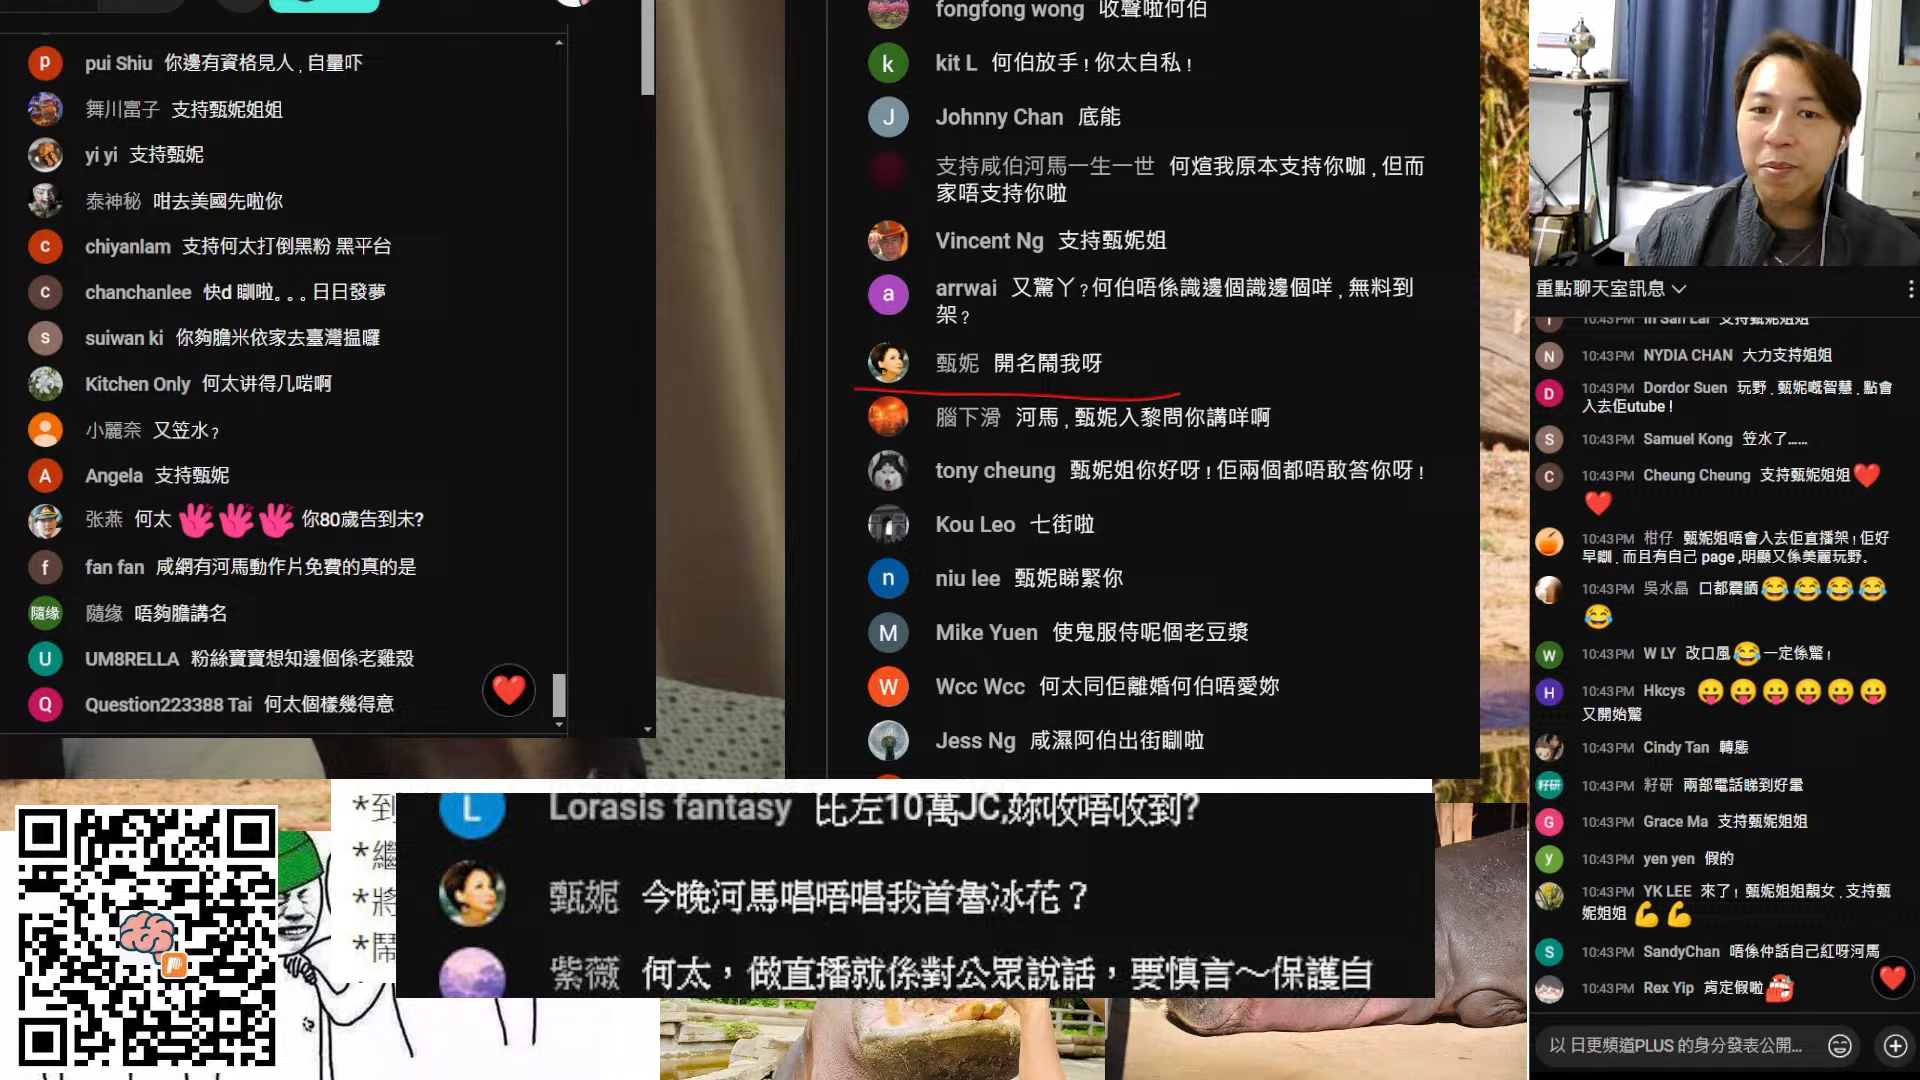 pui Shiu 你邊有資格見人 , 自量吓
舞川富子 支持甄妮姐姐
yi yi 支持甄妮
泰神秘 咁去美國先啦你
chiyanlam 支持何太打倒黑粉 黑平台
chanchanlee 快d 瞓啦。。。日日發夢
suiwan ki 你夠膽米依家去臺灣揾囉
Kitchen Only 何太讲得几啱啊
小麗奈 又笠水?
Angela 支持甄妮
张燕 何太 你80歲告到未?
fan fan 咸網有河馬動作片免費的真的是
隨缘 隨缘 唔夠膽講名
UM8RELLA 粉絲寶寶想知邊個係老雞殼
Question223388 Tai 何太個樣幾得意
fongfong wong 收聲啦何伯
kit L 何伯放手 ! 你太自私 !
Johnny Chan 底能
支持咸伯河馬一生一世 何煊我原本支持你㗎 , 但而
家唔支持你啦
Vincent Ng 支持甄妮姐
arrwai 又驚丫?何伯唔係識邊個識邊個咩 , 無料到
架?
甄妮 開名鬧我呀
腦下滑 河馬 , 甄妮入黎問你講咩啊
tony cheung 甄妮姐你好呀 ! 佢兩個都唔敢答你呀 !
Kou Leo 七街啦
niu lee 甄妮睇緊你
Mike Yuen 使鬼服侍呢個老豆漿
Wcc Wcc 何太同佢離婚何伯唔愛妳
Jess Ng 咸濕阿伯出街瞓啦
*到
*繼
*將
*鬧
Lorasis fantasy 比左10萬JC,妳收唔收到?
甄妮 今晚河馬唱唔唱我首魯冰花？
紫薇 何太，做直播就係對公眾說話，要慎言～保護自
重點聊天室訊息
10:43 PM m San Lai 支持甄妮姐姐
10:43 PM NYDIA CHAN 大力支持姐姐
10:43 PM Dordor Suen 玩野 , 甄妮嘅智慧 , 點會
入去佢utube !
10:43 PM Samuel Kong 笠水了......
10:43 PM Cheung Cheung 支持甄妮姐姐❤️
❤️
10:43 PM 柑仔 甄妮姐唔會入去佢直播架 ! 佢好
早瞓 , 而且有自己 page ,明顯又係美麗玩野。
10:43 PM 吳水晶 口都震晒😂😂😂😂
😂
10:43 PM W LY 改口風😂一定係驚 !
10:43 PM Hkcys 😛😛😛😛😛😛
又開始驚
10:43 PM Cindy Tan 轉態
籽研 10:43 PM 籽研 兩部電話睇到好暈
10:43 PM Grace Ma 支持甄妮姐姐
10:43 PM yen yen 假的
10:43 PM YK LEE 來了 ! 甄妮姐姐靚女 , 支持甄
妮姐姐 💪💪
10:43 PM SandyChan 唔係仲話自己紅呀河馬
10:43 PM Rex Yip 肯定假啦
以 日更頻道PLUS 的身分發表公開...